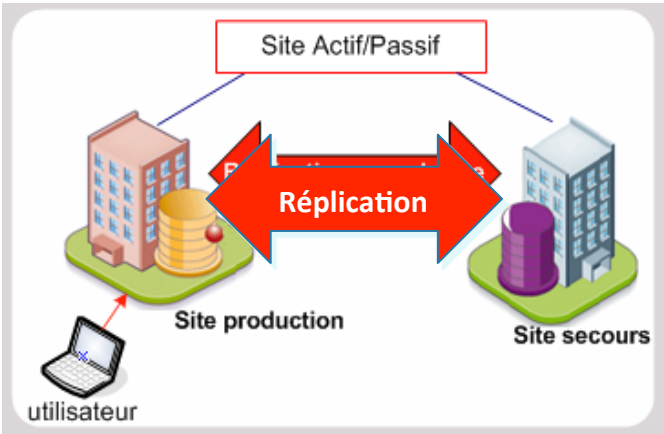 Site Actif/Passif
Réplication
Site production
Site secours
utilisateur